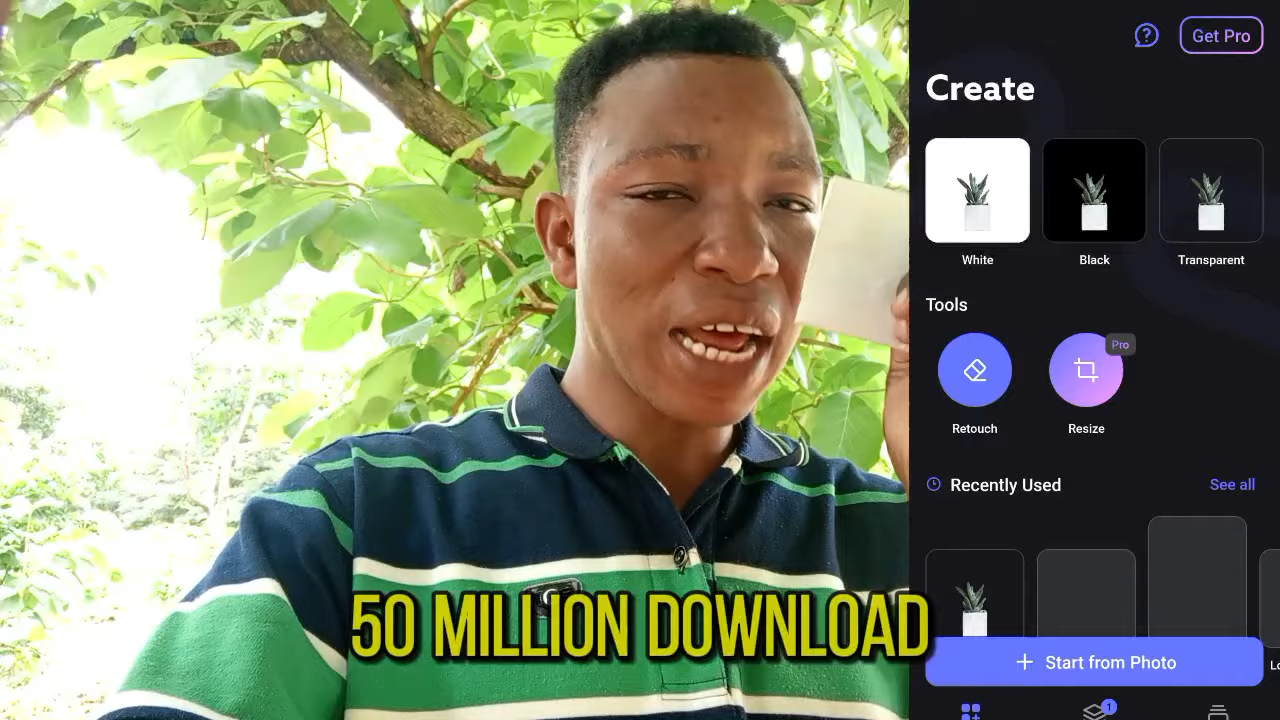 Get Pro
Create
White
Black
Transparent
Tools
Pro
Retouch
Resize
Recently Used
See all
50 MILLION DOWNLOAD
+ Start from Photo
1